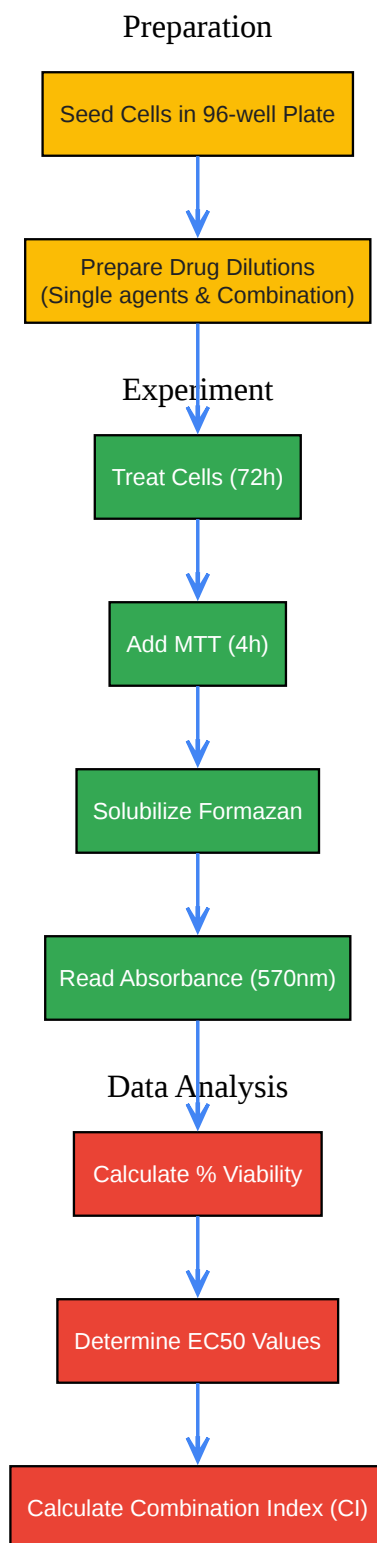 Preparation
Seed Cells in 96-well Plate
Prepare Drug Dilutions
(Single agents & Combination)
Experiment
Treat Cells (72h)
Add MTT (4h)
Solubilize Formazan
Read Absorbance (570nm)
Data Analysis
Calculate % Viability
Determine EC50 Values
Calculate Combination Index (CI)